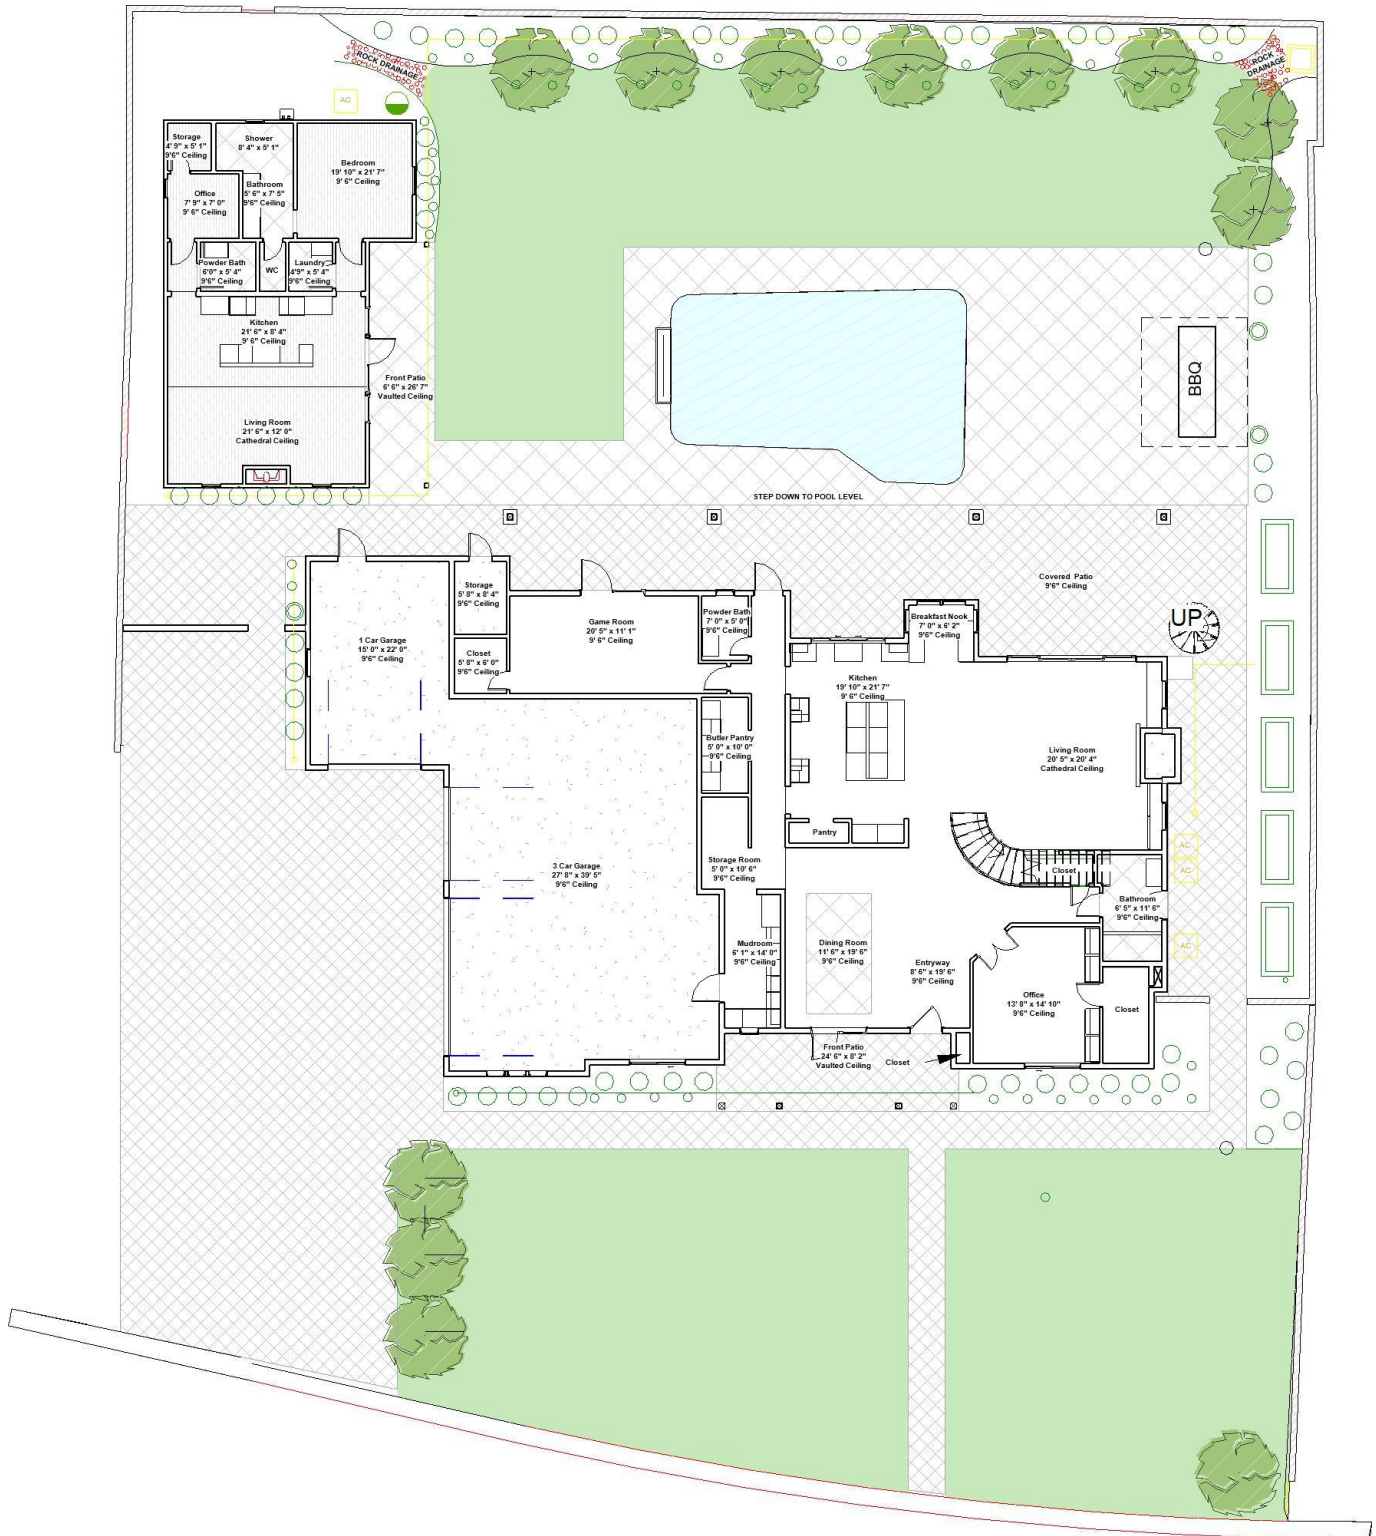 ROCK DRAINAGE
ROCK
DRAINAGE
AC
Storage
4' 9" x 5' 1"
9'6" Ceiling
Shower
8' 4" x 5' 1"
Bedroom
19' 10" x 21' 7"
9' 6" Ceiling
Office
7' 9" x 7' 0"
9' 6" Ceiling
Bathroom
5' 6" x 7' 5"
9'6" Ceiling
Powder Bath
6'0" x 5' 4"
9'6" Ceiling
WC
Laundry
4'9" x 5' 4"
9'6" Ceiling
Kitchen
21' 6" x 8' 4"
9' 6" Ceiling
Front Patio
6' 6" x 26' 7"
Vaulted Ceiling
Living Room
21' 6" x 12' 0"
Cathedral Ceiling
BBQ
STEP DOWN TO POOL LEVEL
Covered Patio
9'6" Ceiling
UP
Storage
5' 8" x 8' 4"
9'6" Ceiling
Game Room
20' 5" x 11' 1"
9' 6" Ceiling
Powder Bath
7' 0" x 5' 0"
9'6" Ceiling
Breakfast Nook
7' 0" x 6' 2"
9'6" Ceiling
1 Car Garage
15' 0" x 22' 0"
9'6" Ceiling
Closet
5' 8" x 6' 0"
9'6" Ceiling
Kitchen
19' 10" x 21' 7"
9' 6" Ceiling
Butler Pantry
5' 0" x 10' 0"
9'6" Ceiling
Living Room
20' 5" x 20' 4"
Cathedral Ceiling
Pantry
AC
AC
Storage Room
5' 0" x 10' 6"
9'6" Ceiling
3 Car Garage
27' 8" x 39' 5"
9'6" Ceiling
Closet
Bathroom
6' 5" x 11' 6"
9'6" Ceiling
AC
Mudroom
6' 1" x 14' 0"
9'6" Ceiling
Dining Room
11' 6" x 19' 6"
9'6" Ceiling
Entryway
8' 6" x 19' 6"
9'6" Ceiling
Office
13' 8" x 14' 10"
9'6" Ceiling
Closet
Front Patio
24' 6" x 8' 2"
Vaulted Ceiling
Closet